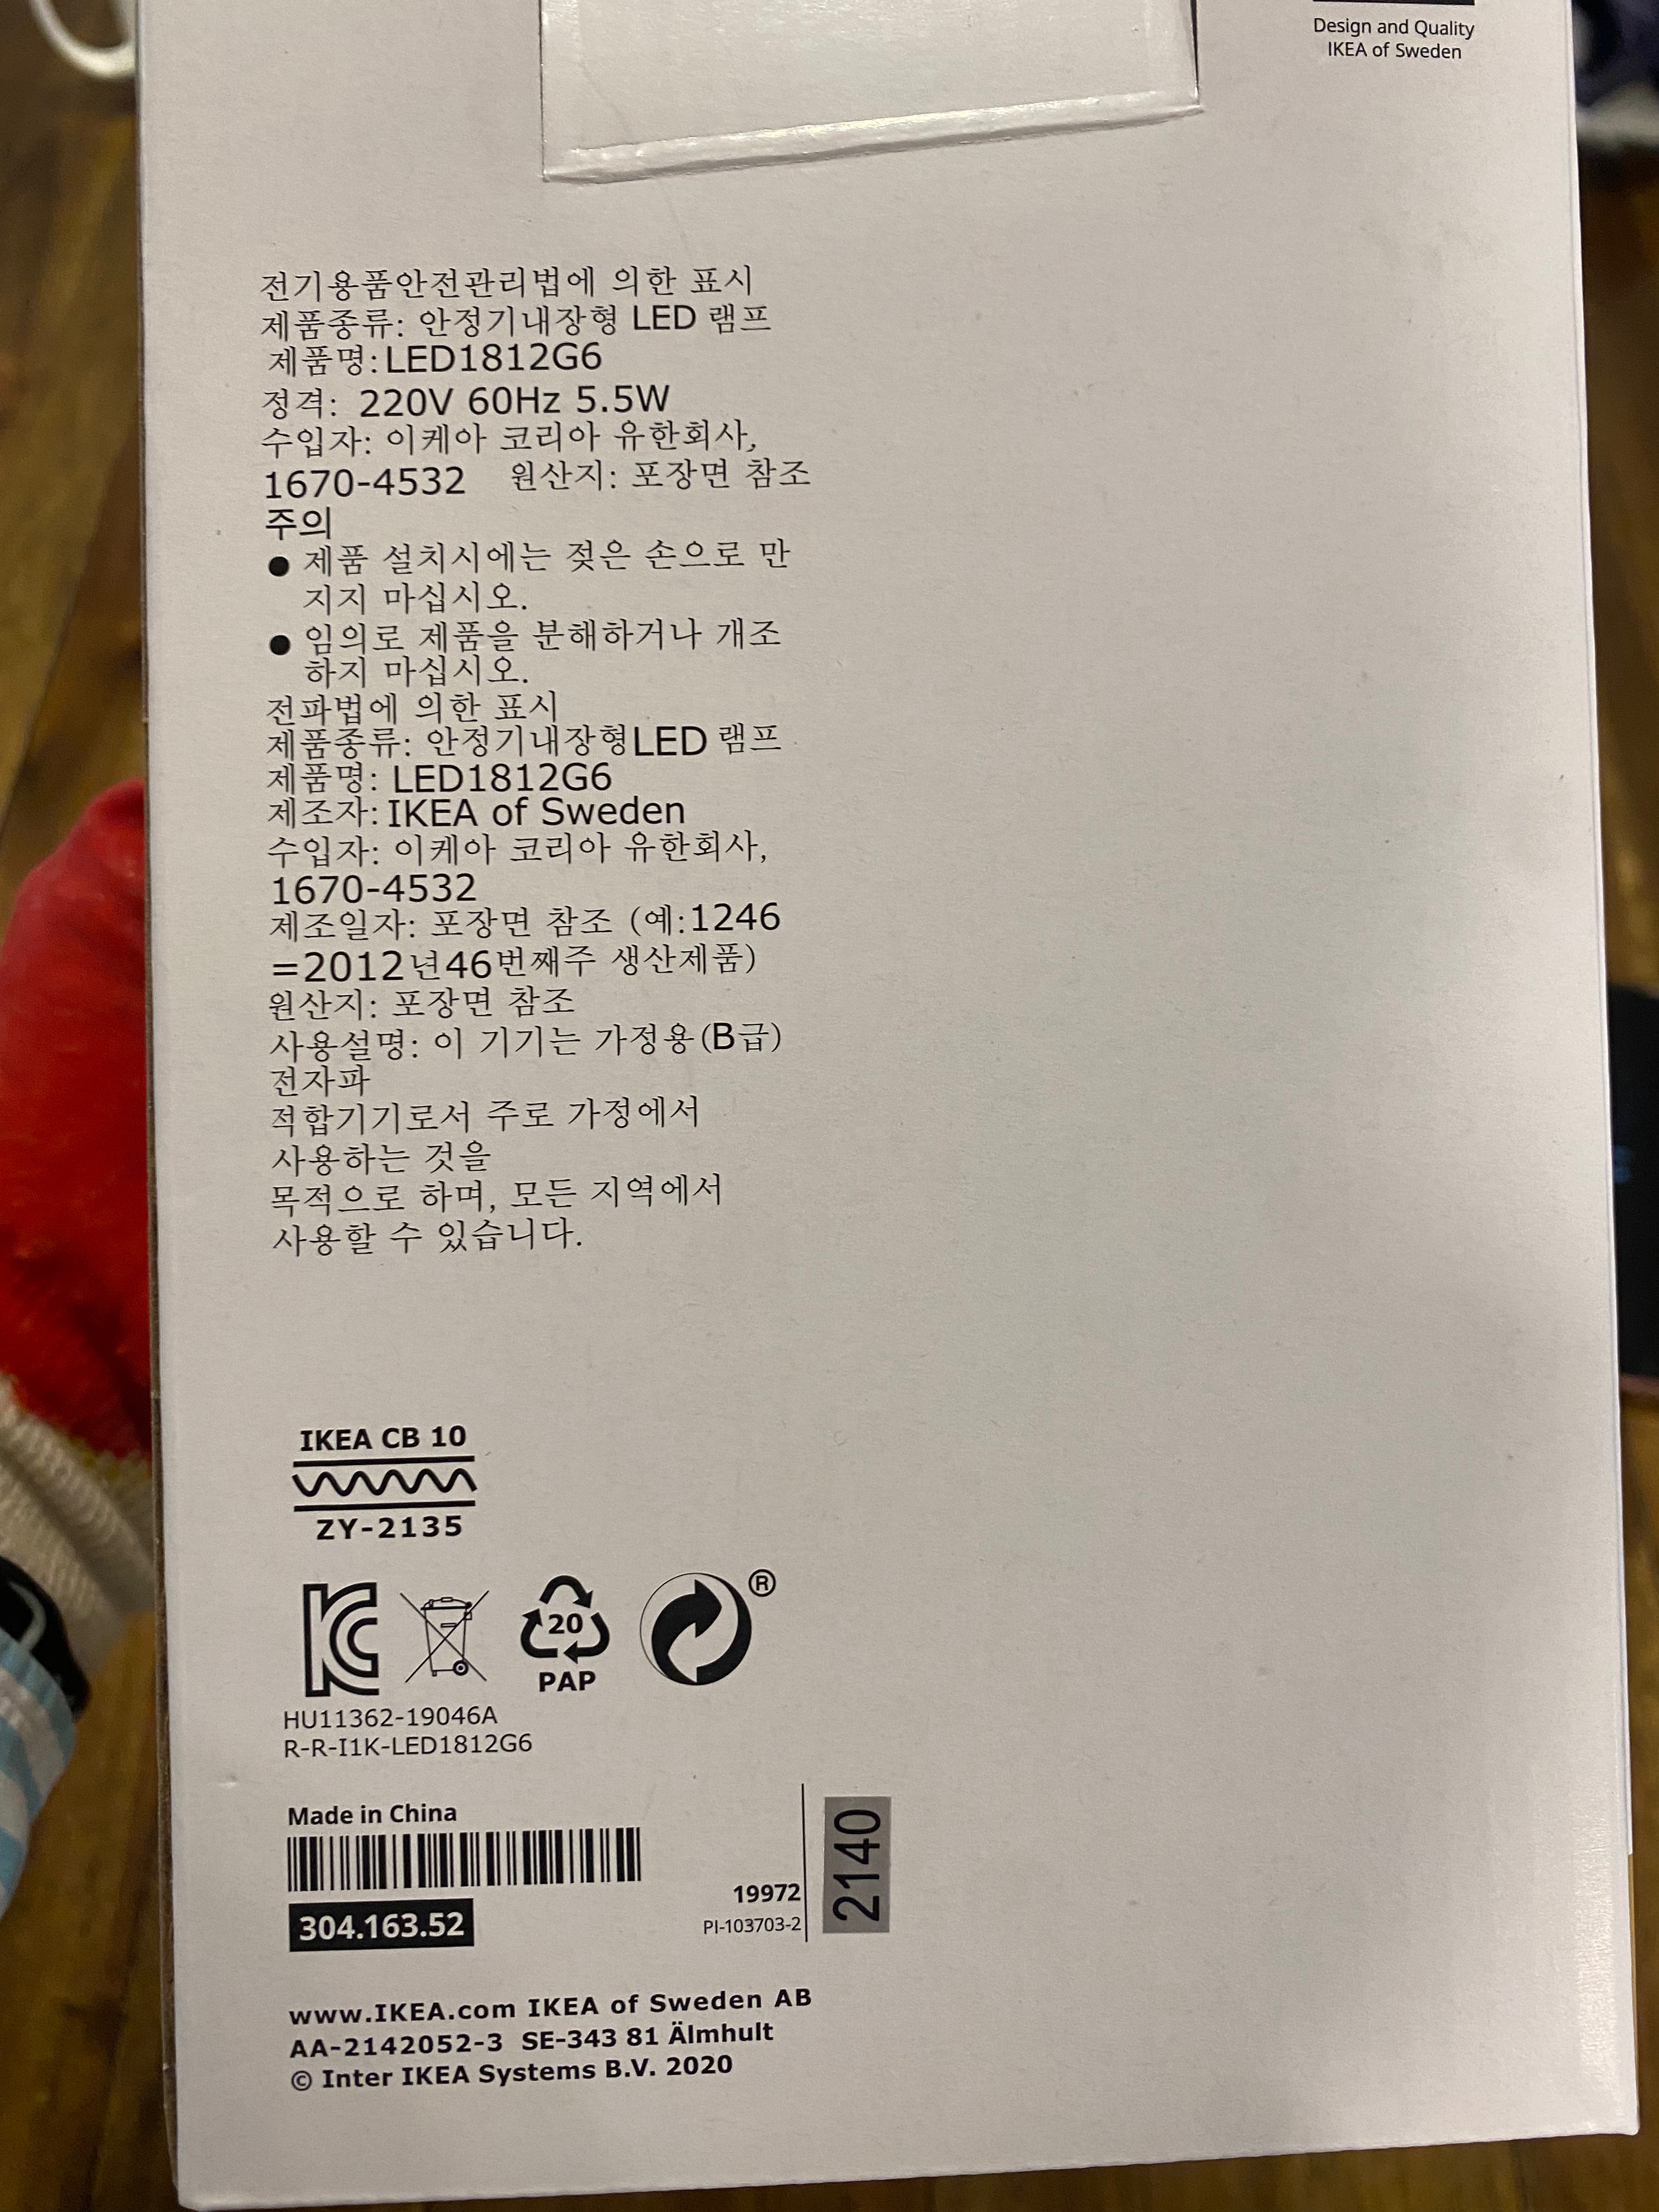 Design and Quality
IKEA of Sweden
전기용품안전관리법에 의한 표시
제품종류: 안정기내장형 LED 램프
제품명: LED1812G6
정격: 220V 60Hz 5.5W
수입자: 이케아 코리아 유한회사,
1670-4532 원산지: 포장면 참조
주의
● 제품 설치시에는 젖은 손으로 만
지지 마십시오.
● 임의로 제품을 분해하거나 개조
하지 마십시오.
전파법에 의한 표시
제품종류: 안정기내장형LED 램프
제품명: LED1812G6
제조자: IKEA of Sweden
수입자: 이케아 코리아 유한회사,
1670-4532
제조일자: 포장면 참조 (예:1246
=2012년46번째주 생산제품)
원산지: 포장면 참조
사용설명: 이 기기는 가정용(B급)
전자파
적합기기로서 주로 가정에서
사용하는 것을
목적으로 하며, 모든 지역에서
사용할 수 있습니다.
IKEA CB 10
ZY-2135
®
20
PAP
HU11362-19046A
R-R-I1K-LED1812G6
Made in China
304.163.52
19972
PI-103703-2
2140
www.IKEA.com IKEA of Sweden AB
AA-2142052-3 SE-343 81 Älmhult
© Inter IKEA Systems B.V. 2020